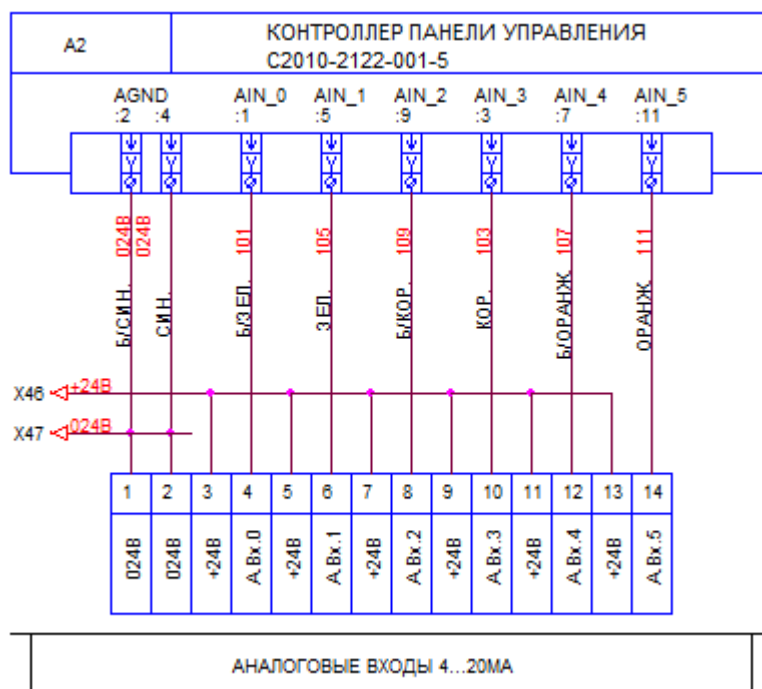 A2
КОНТРОЛЛЕР ПАНЕЛИ УПРАВЛЕНИЯ
С2010-2122-001-5
AGND AIN_0 AIN_1 AIN_2 AIN_3 AIN_4 AIN_5
:2 :4 :1 :5 :9 :3 :7 :11
024В 024В 101 105 109 103 107 111
Б/СИН. СИН. Б/ЗЕЛ. ЗЕЛ. Б/КОР. КОР. Б/ОРАНЖ. ОРАНЖ.
X46 +24В
X47 024В
1 2 3 4 5 6 7 8 9 10 11 12 13 14
024В 024В +24В А.Вх.0 +24В А.Вх.1 +24В А.Вх.2 +24В А.Вх.3 +24В А.Вх.4 +24В А.Вх.5
АНАЛОГОВЫЕ ВХОДЫ 4...20МА